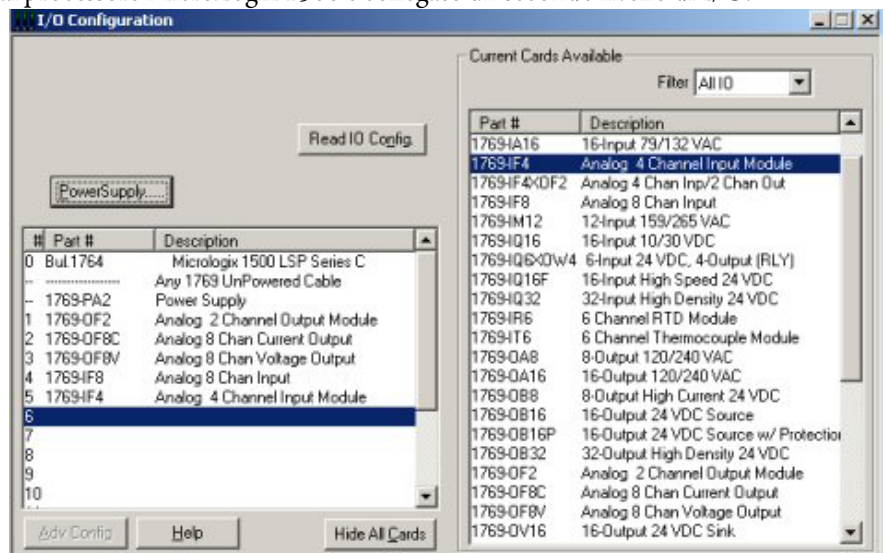 I/O Configuration
Read IO Config.
PowerSupply.....
# Part # Description
0 Bul.1764 Micrologix 1500 LSP Series C
-- ------------------ Any 1769 UnPowered Cable
-- 1769-PA2 Power Supply
1 1769-OF2 Analog 2 Channel Output Module
2 1769-OF8C Analog 8 Chan Current Output
3 1769-OF8V Analog 8 Chan Voltage Output
4 1769-IF8 Analog 8 Chan Input
5 1769-IF4 Analog 4 Channel Input Module
6
7
8
9
10
Adv Config Help Hide All Cards
Current Cards Available
Filter All IO
Part # Description
1769-IA16 16-Input 79/132 VAC
1769-IF4 Analog 4 Channel Input Module
1769-IF4XOF2 Analog 4 Chan Inp/2 Chan Out
1769-IF8 Analog 8 Chan Input
1769-IM12 12-Input 159/265 VAC
1769-IQ16 16-Input 10/30 VDC
1769-IQ6XOW4 6-Input 24 VDC, 4-Output (RLY)
1769-IQ16F 16-Input High Speed 24 VDC
1769-IQ32 32-Input High Density 24 VDC
1769-IR6 6 Channel RTD Module
1769-IT6 6 Channel Thermocouple Module
1769-OA8 8-Output 120/240 VAC
1769-OA16 16-Output 120/240 VAC
1769-OB8 8-Output High Current 24 VDC
1769-OB16 16-Output 24 VDC Source
1769-OB16P 16-Output 24 VDC Source w/ Protection
1769-OB32 32-Output High Density 24 VDC
1769-OF2 Analog 2 Channel Output Module
1769-OF8C Analog 8 Chan Current Output
1769-OF8V Analog 8 Chan Voltage Output
1769-OV16 16-Output 24 VDC Sink